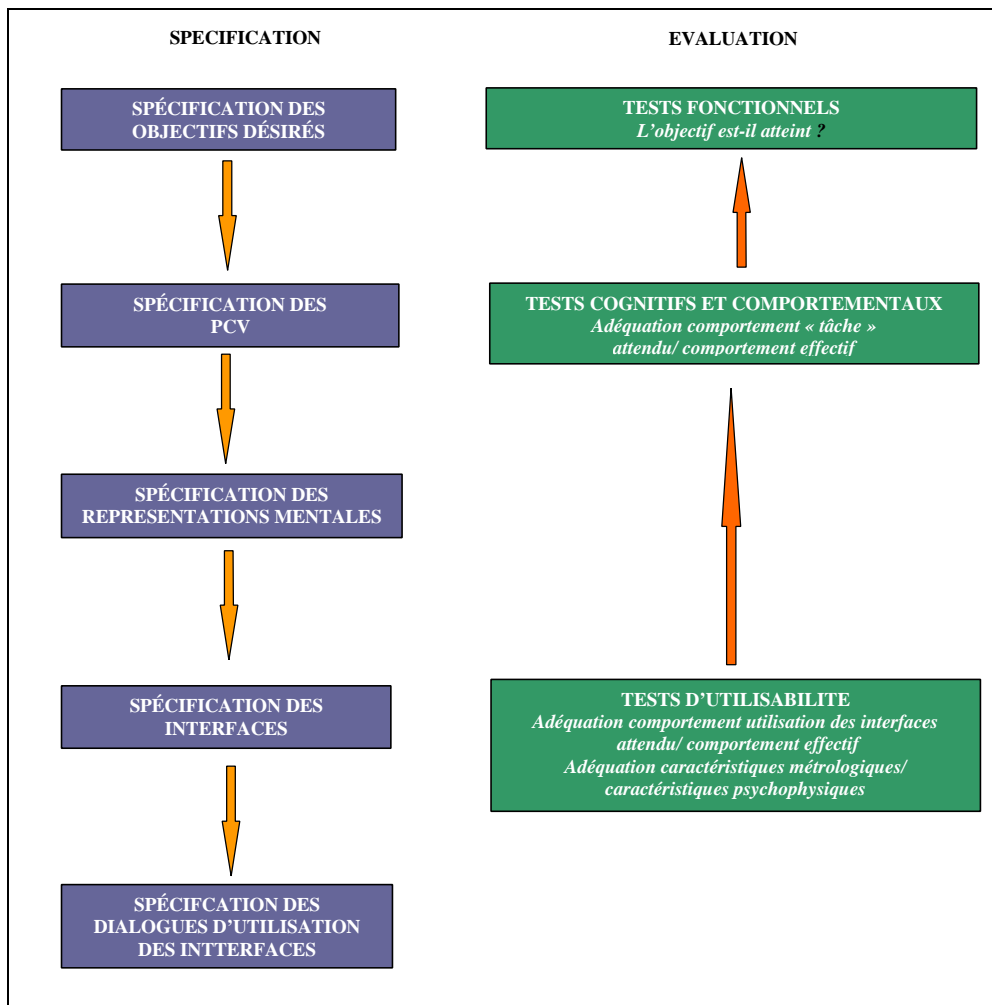 SPECIFICATION
SPÉCIFICATION DES
OBJECTIFS DÉSIRÉS
SPÉCIFICATION DES
PCV
SPÉCIFICATION DES
REPRESENTATIONS MENTALES
SPÉCIFICATION DES
INTERFACES
SPÉCIFCATION DES
DIALOGUES D’UTILISATION
DES INTTERFACES
EVALUATION
TESTS FONCTIONNELS
L’objectif est-il atteint ?
TESTS COGNITIFS ET COMPORTEMENTAUX
Adéquation comportement « tâche »
attendu/ comportement effectif
TESTS D’UTILISABILITE
Adéquation comportement utilisation des interfaces
attendu/ comportement effectif
Adéquation caractéristiques métrologiques/
caractéristiques psychophysiques